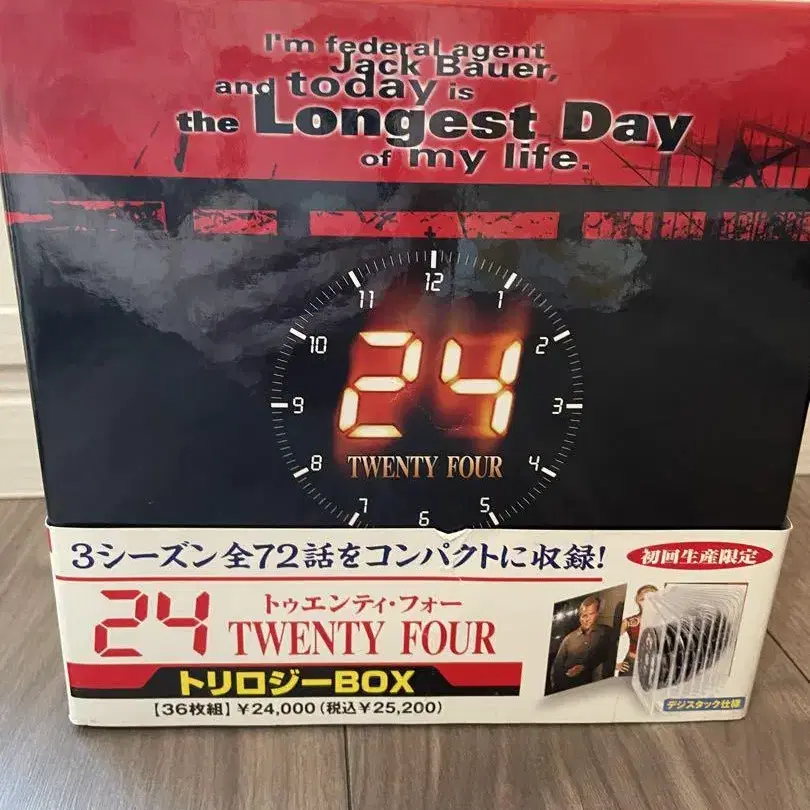 I'm federal agent
Jack Bauer,
and today is
the Longest Day
of my life.
12
11
1
10
2
24
9
3
TWENTY FOUR
8
4
7
5
6
3シーズン全72話をコンパクトに収録!
初回生産限定
トゥエンティ・フォー
24 TWENTY FOUR
トリロジーBOX
【36枚組】¥24,000(税込¥25,200)
デジスタック仕様